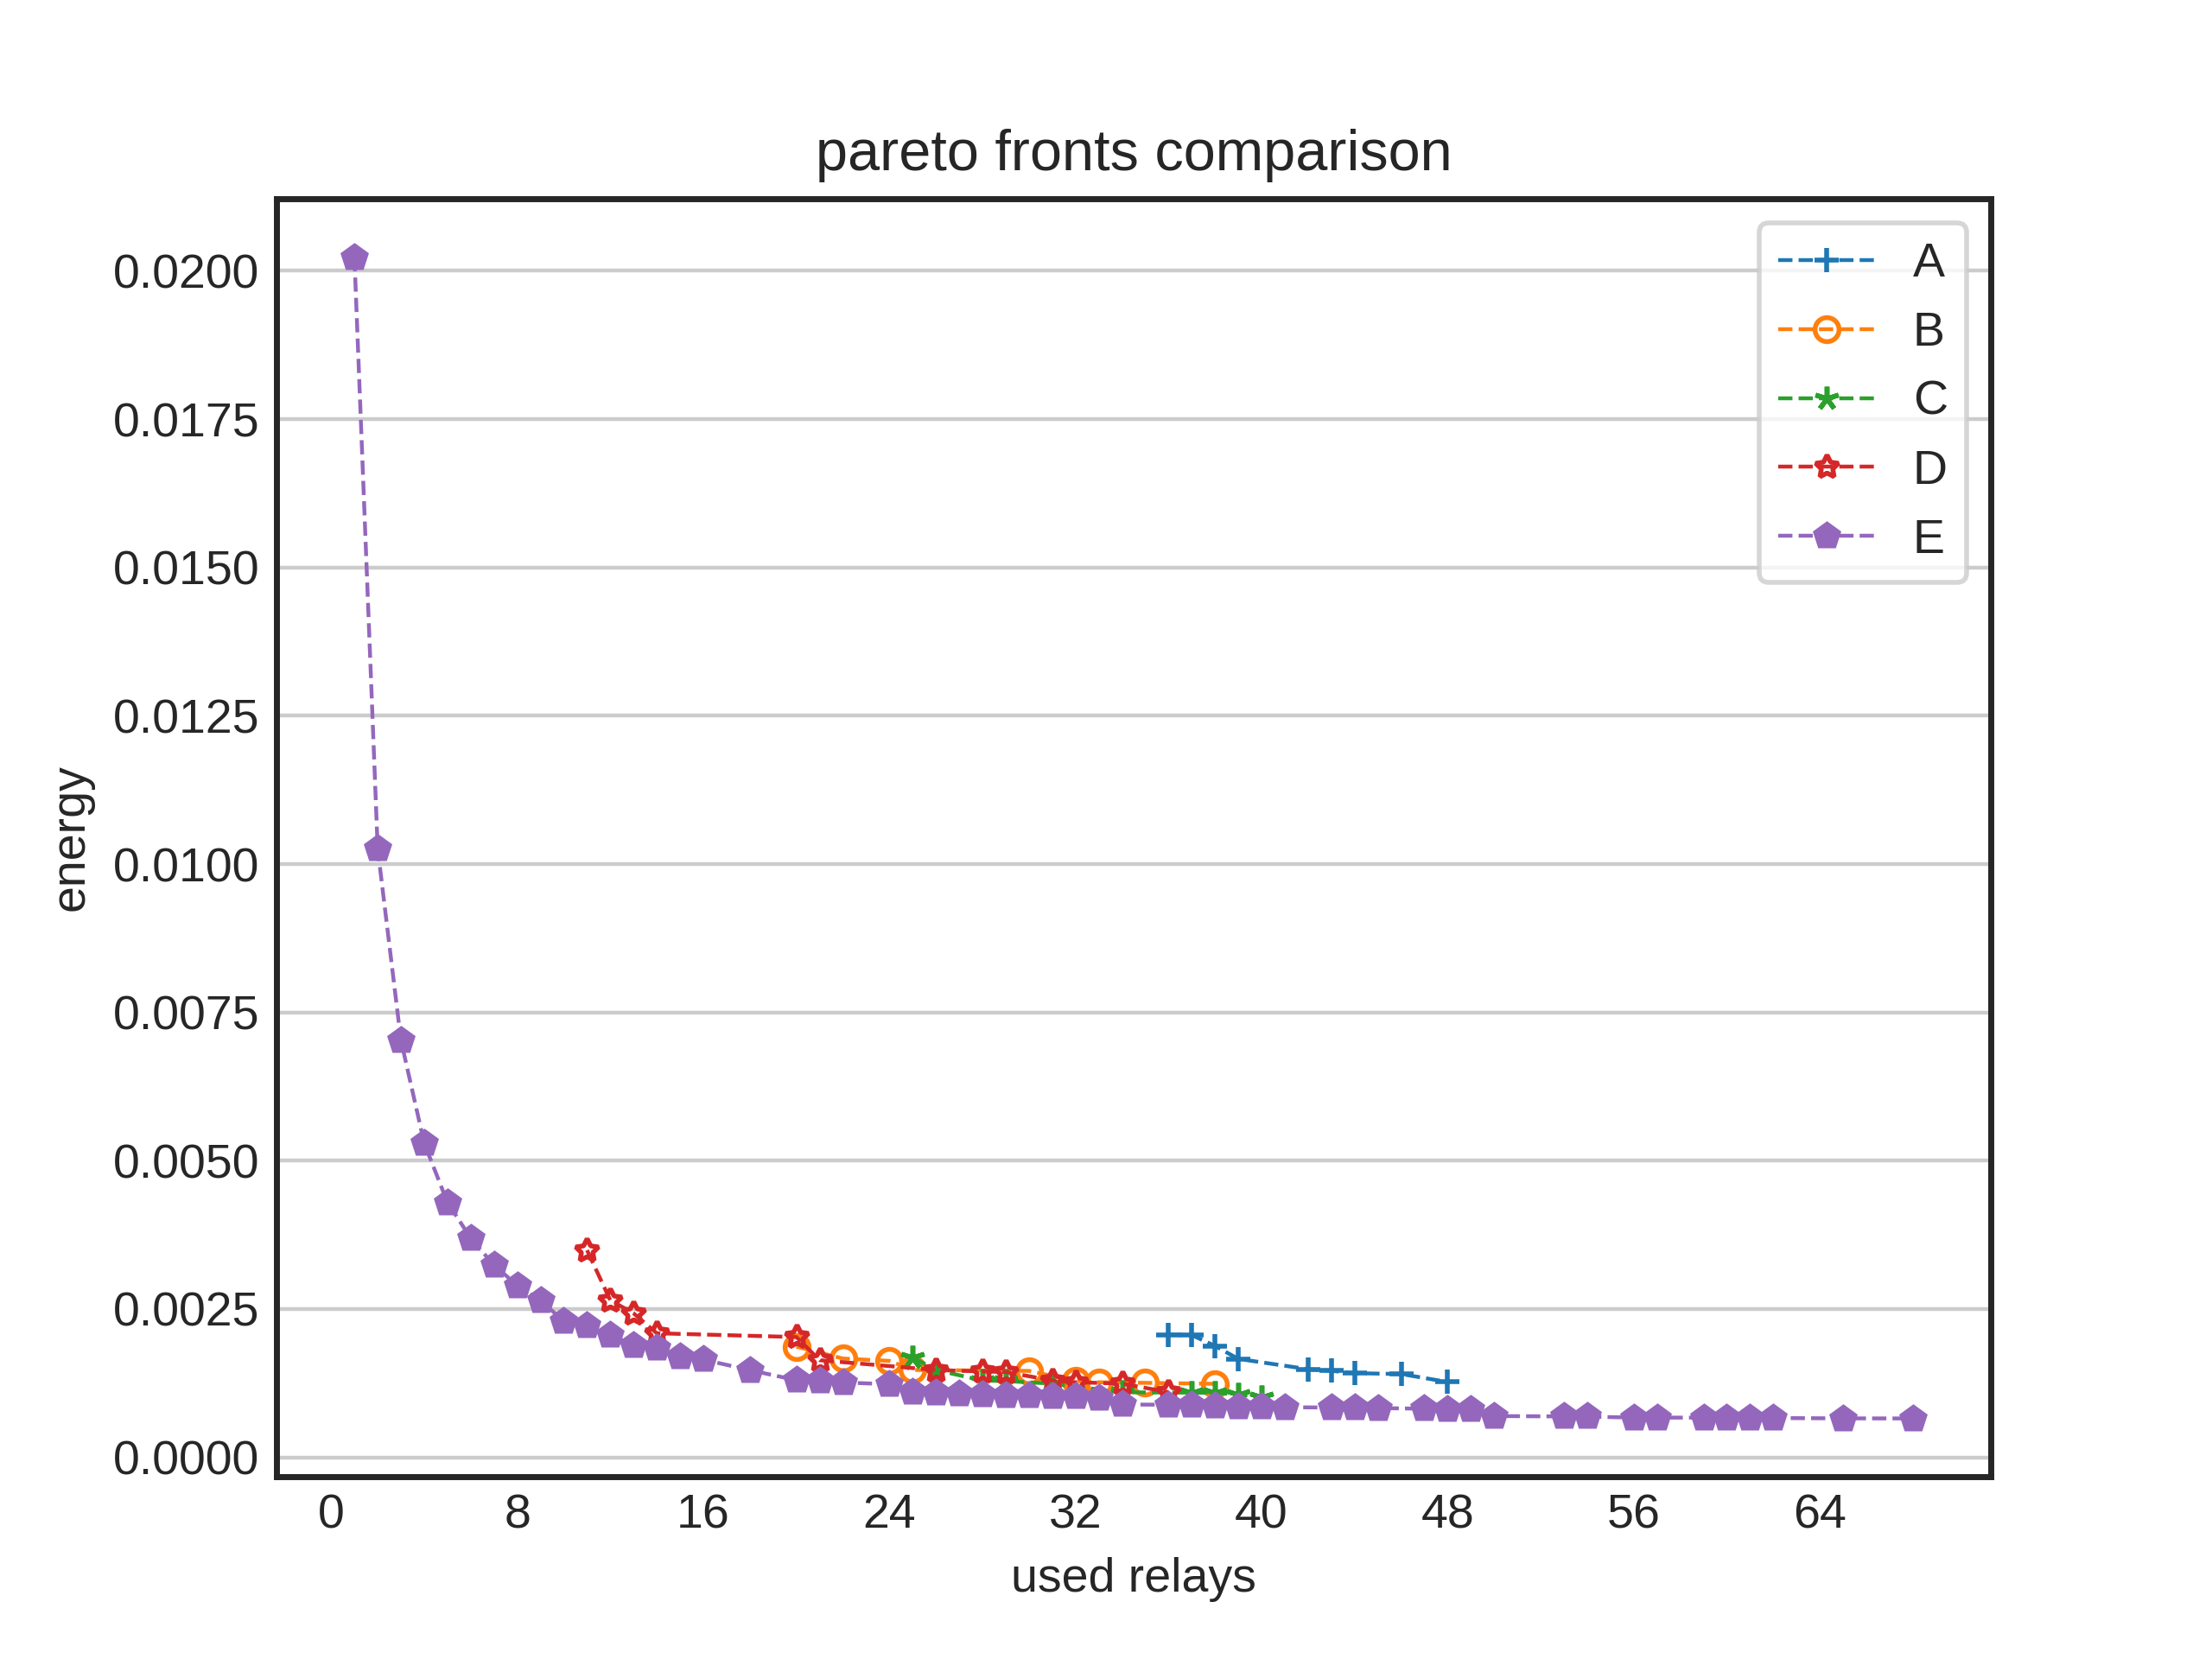 pareto fronts comparison
0.0200
0.0175
0.0150
0.0125
0.0100
0.0075
0.0050
0.0025
0.0000
energy
A
B
C
D
E
0 8 16 24 32 40 48 56 64
used relays